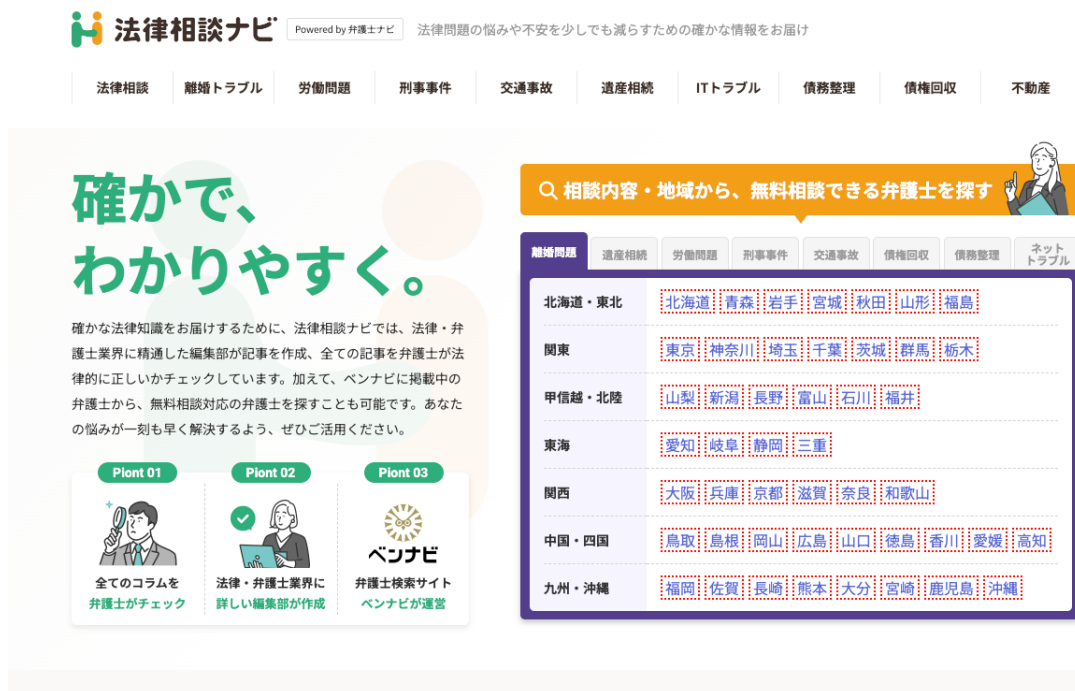 法律相談ナビ Powered by 弁護士ナビ 法律問題の悩みや不安を少しでも減らすための確かな情報をお届け
法律相談 離婚トラブル 労働問題 刑事事件 交通事故 遺産相続 ITトラブル 債務整理 債権回収 不動産
確かで、
わかりやすく。
確かな法律知識をお届けするために、法律相談ナビでは、法律・弁
護士業界に精通した編集部が記事を作成、全ての記事を弁護士が法
律的に正しいかチェックしています。加えて、ベンナビに掲載中の
弁護士から、無料相談対応の弁護士を探すことも可能です。あなた
の悩みが一刻も早く解決するよう、ぜひご活用ください。
Piont 01
全てのコラムを
弁護士がチェック
Piont 02
法律・弁護士業界に
詳しい編集部が作成
Piont 03
ベンナビ
弁護士検索サイト
ベンナビが運営
相談内容・地域から、無料相談できる弁護士を探す
離婚問題 遺産相続 労働問題 刑事事件 交通事故 債権回収 債務整理 ネット
トラブル
北海道・東北 北海道 青森 岩手 宮城 秋田 山形 福島
関東 東京 神奈川 埼玉 千葉 茨城 群馬 栃木
甲信越・北陸 山梨 新潟 長野 富山 石川 福井
東海 愛知 岐阜 静岡 三重
関西 大阪 兵庫 京都 滋賀 奈良 和歌山
中国・四国 鳥取 島根 岡山 広島 山口 徳島 香川 愛媛 高知
九州・沖縄 福岡 佐賀 長崎 熊本 大分 宮崎 鹿児島 沖縄